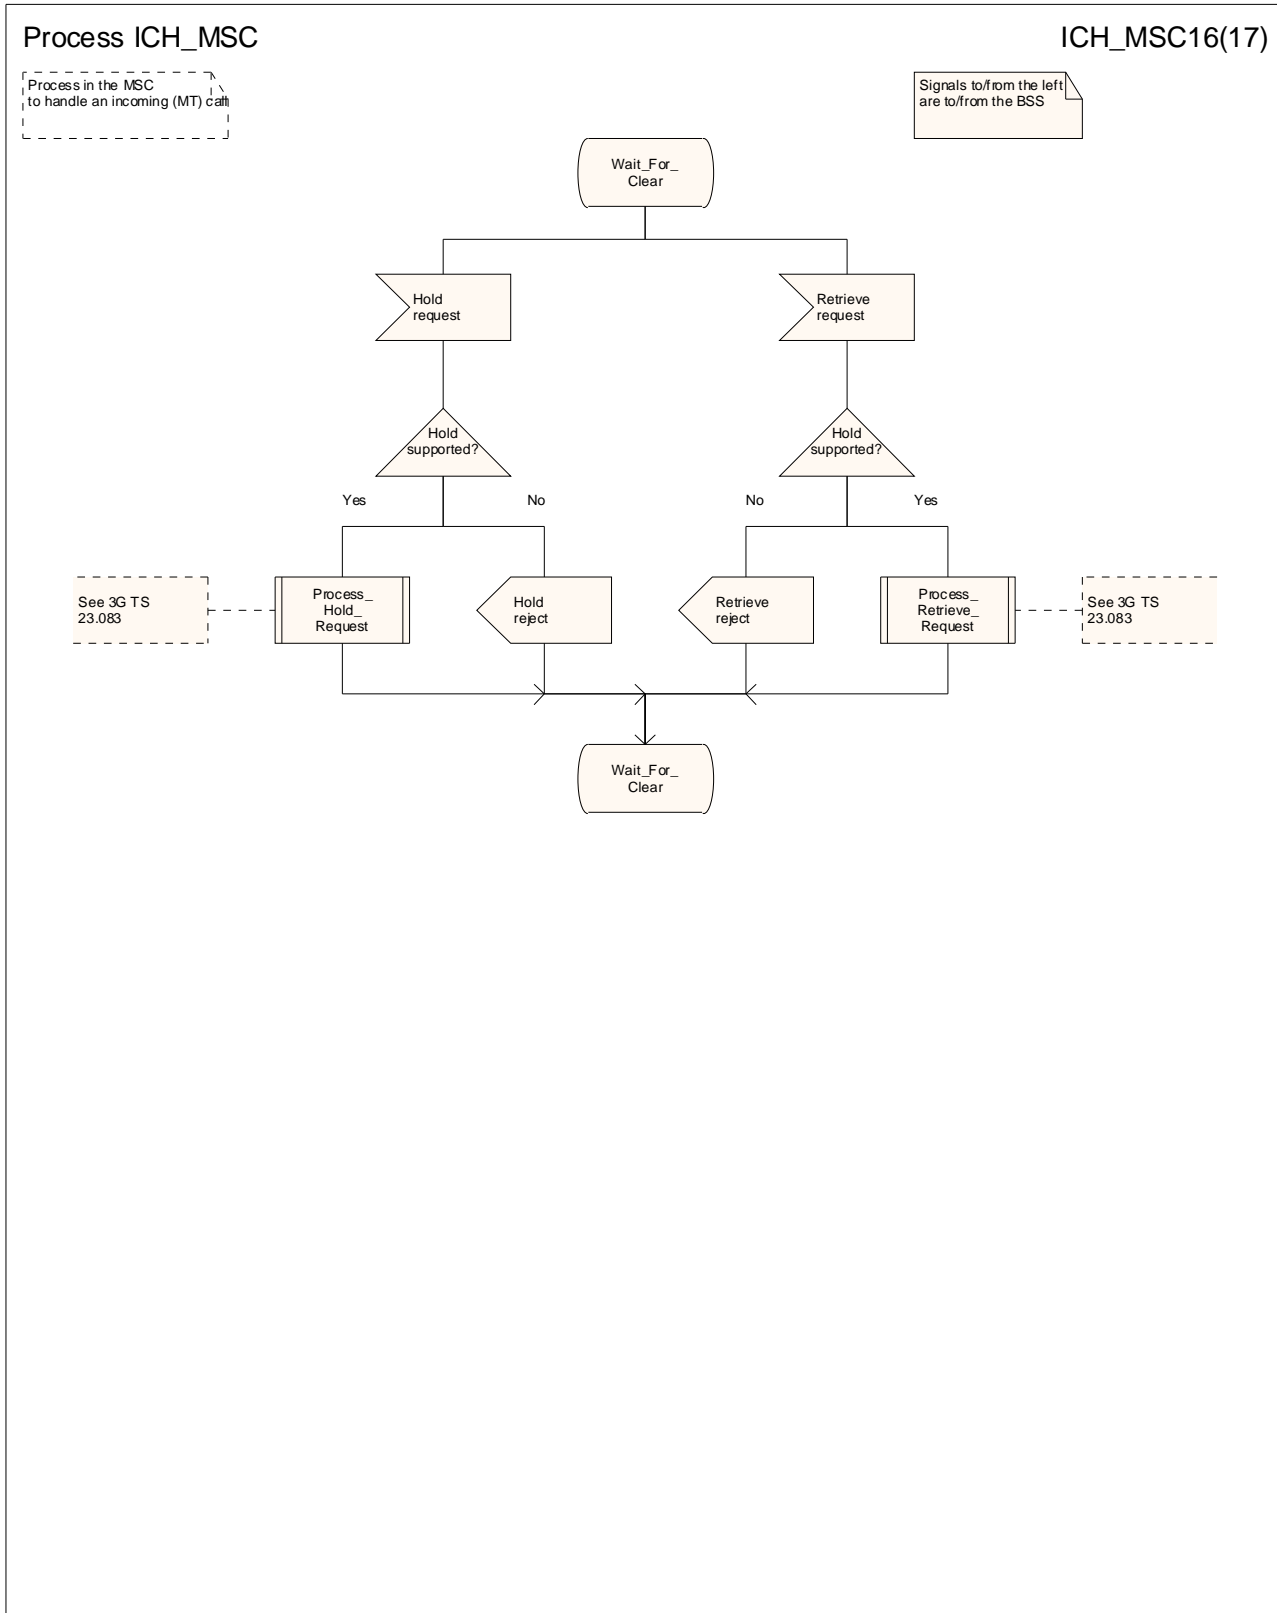 Process ICH_MSC
ICH_MSC16(17)
Process in the MSC
to handle an incoming (MT) call
Signals to/from the left
are to/from the BSS
Wait_For_
Clear
Hold
request
Retrieve
request
Hold
supported?
Hold
supported?
Yes
No
No
Yes
See 3G TS
23.083
Process_
Hold_
Request
Hold
reject
Retrieve
reject
Process_
Retrieve_
Request
See 3G TS
23.083
Wait_For_
Clear